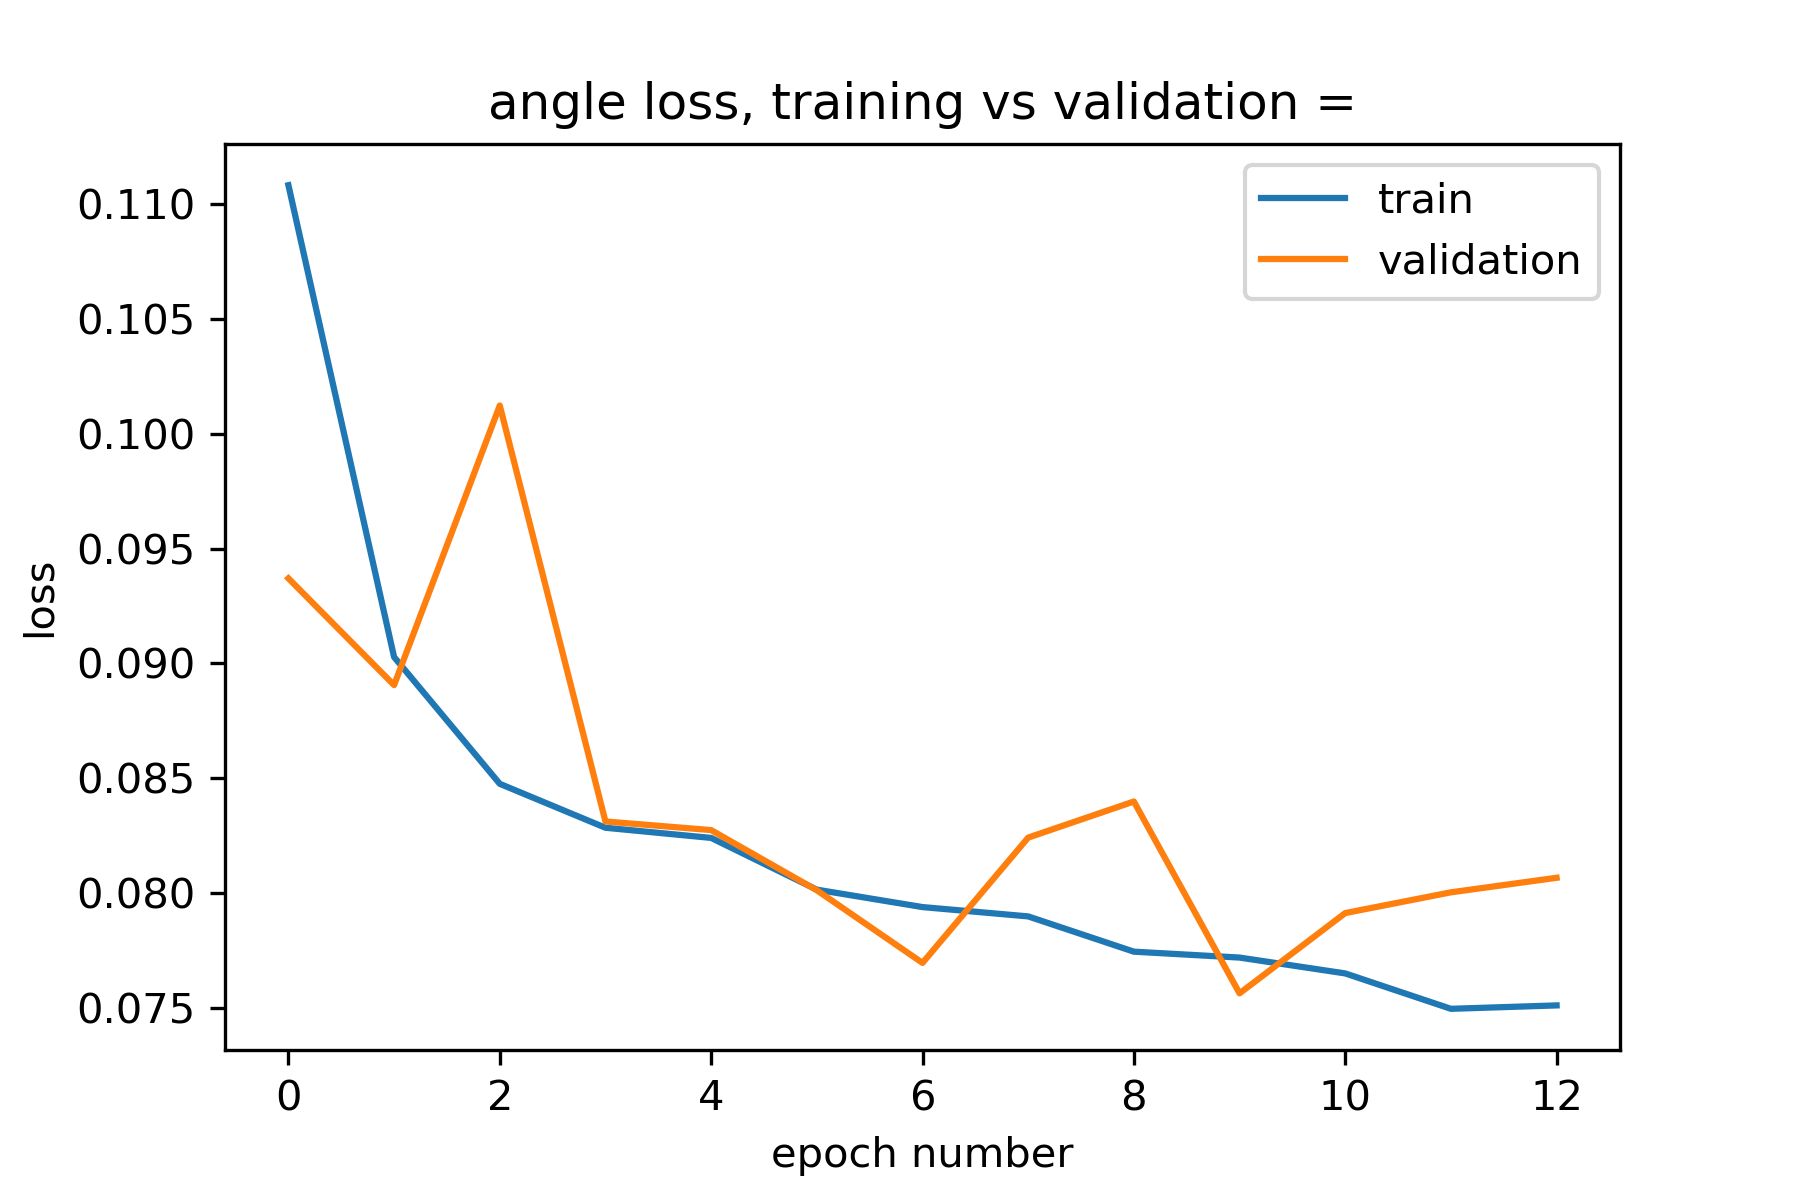 angle loss, training vs validation =
train
validation
0.110
0.105
0.100
0.095
0.090
0.085
0.080
0.075
loss
0 2 4 6 8 10 12
epoch number